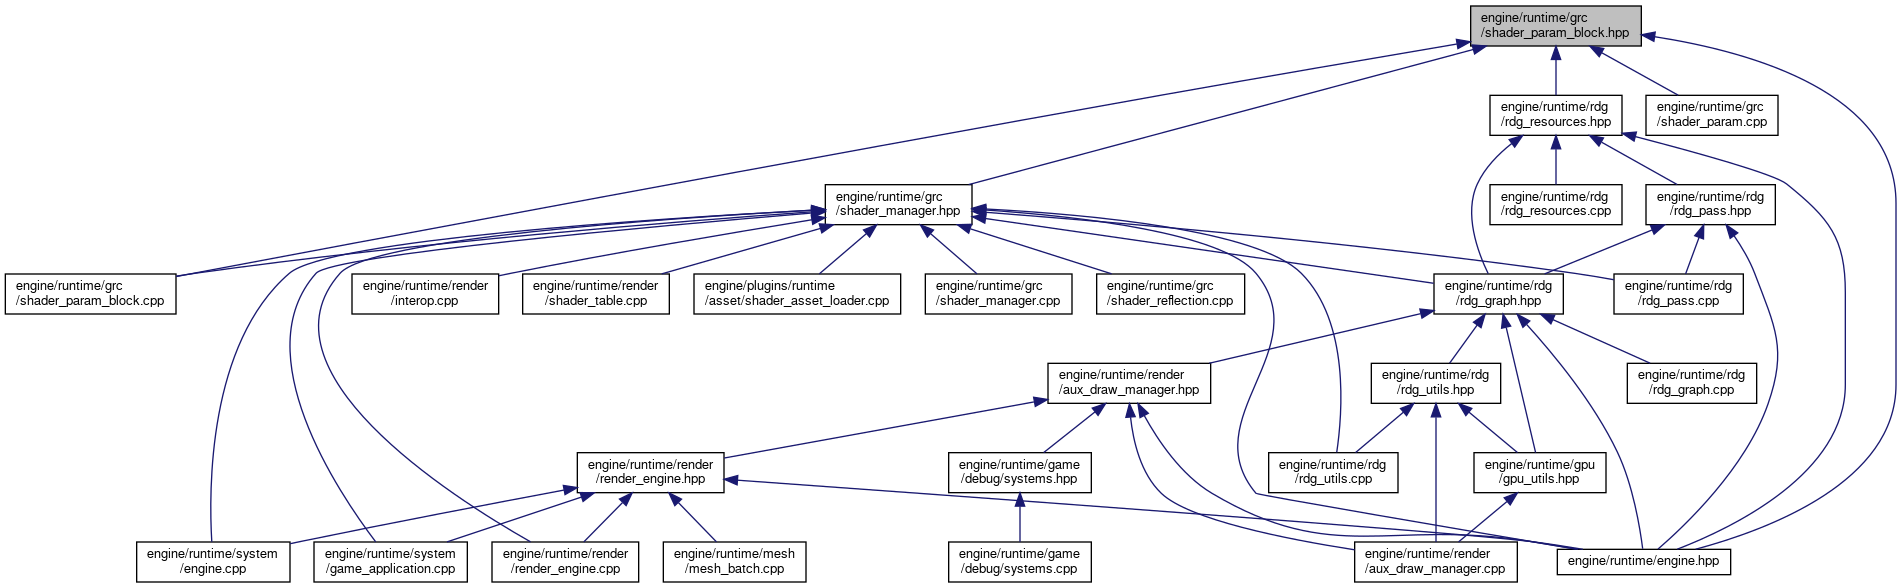 engine/runtime/grc
/shader_param_block.hpp
engine/runtime/rdg
/rdg_resources.hpp
engine/runtime/grc
/shader_param.cpp
engine/runtime/grc
/shader_manager.hpp
engine/runtime/rdg
/rdg_resources.cpp
engine/runtime/rdg
/rdg_pass.hpp
engine/runtime/grc
/shader_param_block.cpp
engine/runtime/render
/interop.cpp
engine/runtime/render
/shader_table.cpp
engine/plugins/runtime
/asset/shader_asset_loader.cpp
engine/runtime/grc
/shader_manager.cpp
engine/runtime/grc
/shader_reflection.cpp
engine/runtime/rdg
/rdg_graph.hpp
engine/runtime/rdg
/rdg_pass.cpp
engine/runtime/render
/aux_draw_manager.hpp
engine/runtime/rdg
/rdg_utils.hpp
engine/runtime/rdg
/rdg_graph.cpp
engine/runtime/render
/render_engine.hpp
engine/runtime/game
/debug/systems.hpp
engine/runtime/rdg
/rdg_utils.cpp
engine/runtime/gpu
/gpu_utils.hpp
engine/runtime/system
/engine.cpp
engine/runtime/system
/game_application.cpp
engine/runtime/render
/render_engine.cpp
engine/runtime/mesh
/mesh_batch.cpp
engine/runtime/game
/debug/systems.cpp
engine/runtime/render
/aux_draw_manager.cpp
engine/runtime/engine.hpp